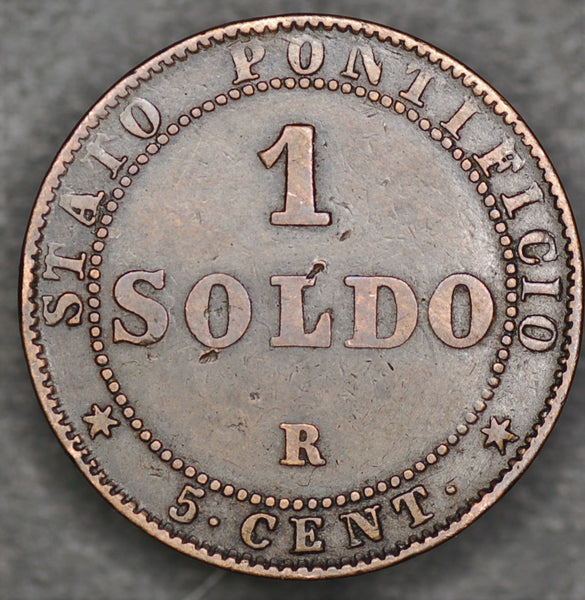 STATO PONTIFICIO
1
SOLDO
R
5·CENT·